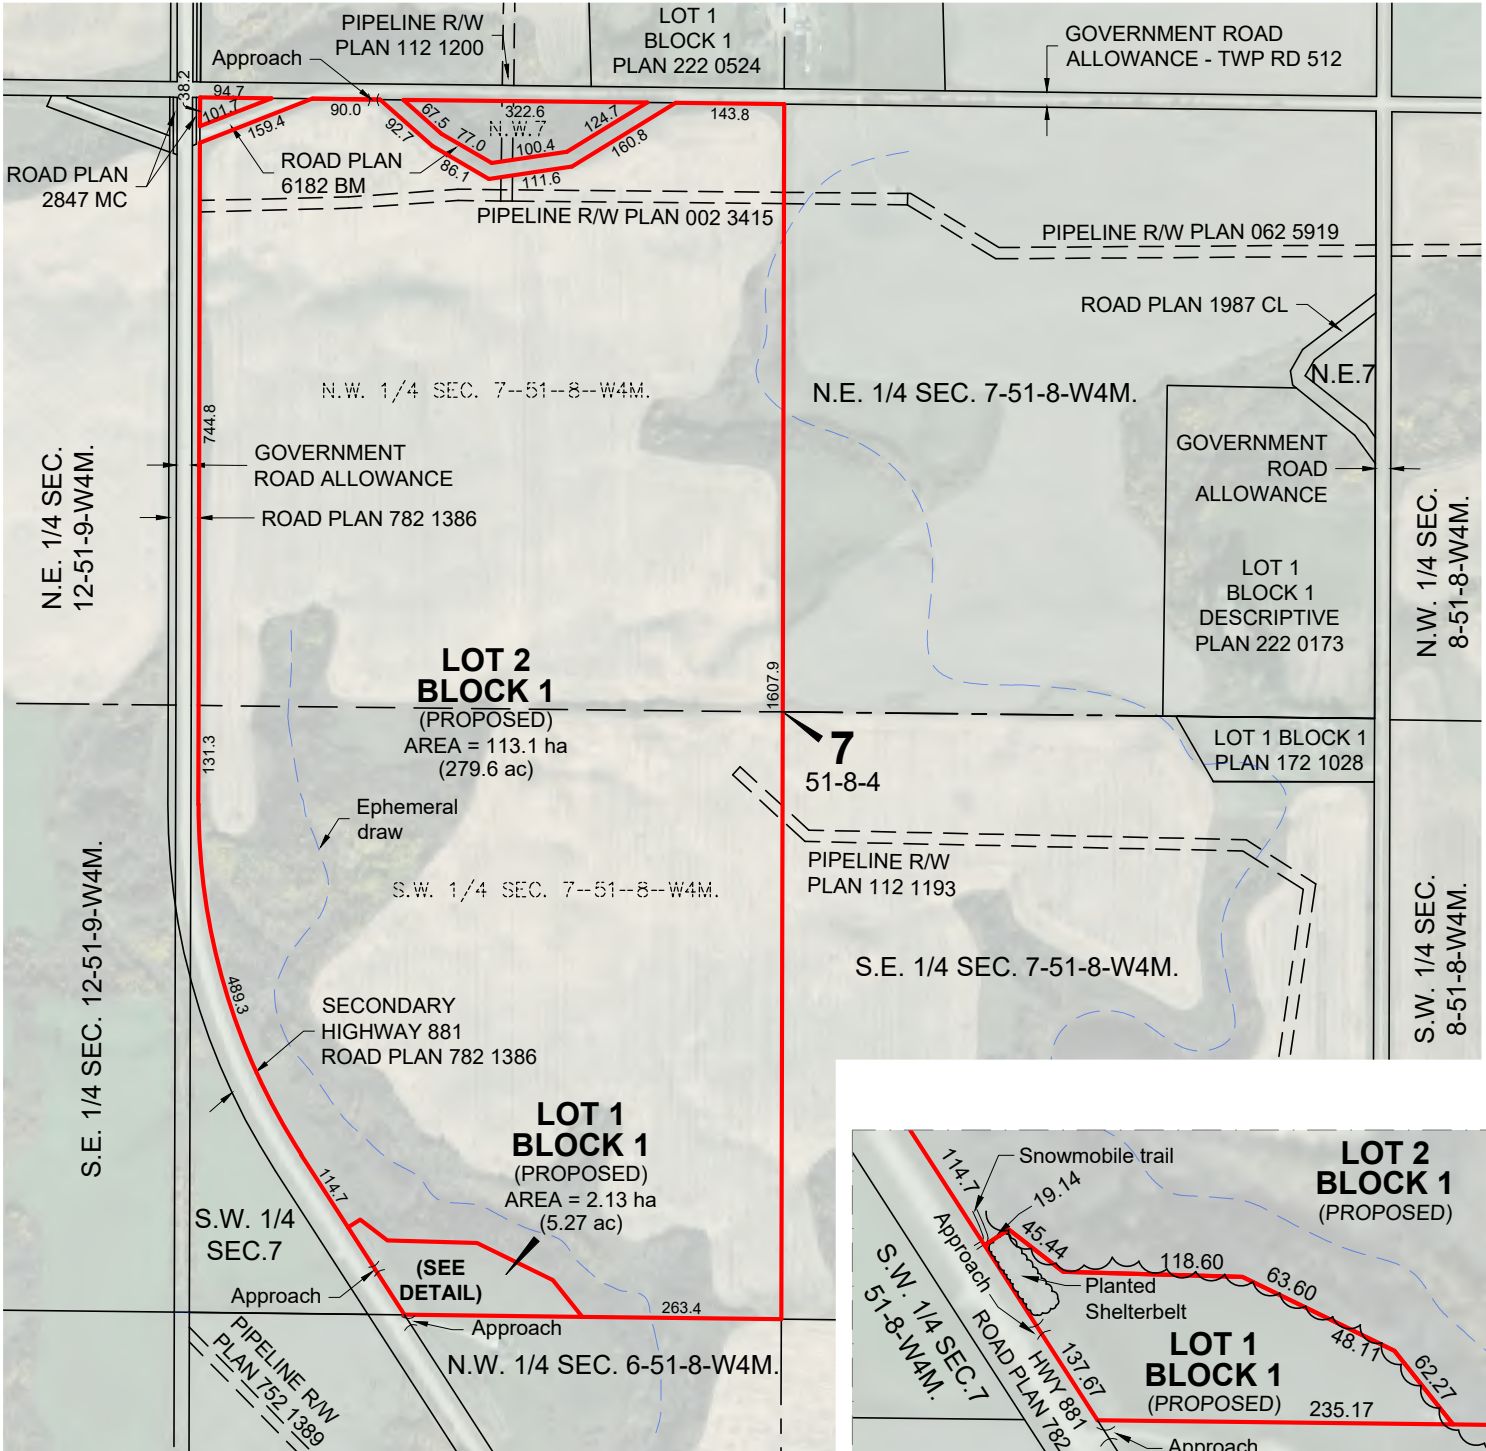 PIPELINE R/W
PLAN 112 1200
LOT 1
BLOCK 1
PLAN 222 0524
GOVERNMENT ROAD
ALLOWANCE - TWP RD 512
Approach
38.2
94.7
101.7
159.4
90.0
67.5
92.7
77.0
86.1
322.6
N.W.7
100.4
124.7
111.6
160.8
143.8
ROAD PLAN
2847 MC
ROAD PLAN
6182 BM
PIPELINE R/W PLAN 002 3415
PIPELINE R/W PLAN 062 5919
ROAD PLAN 1987 CL
N.E.7
N.W. 1/4 SEC. 7--51--8--W4M.
N.E. 1/4 SEC. 7-51-8-W4M.
744.8
GOVERNMENT
ROAD ALLOWANCE
ROAD PLAN 782 1386
N.E. 1/4 SEC.
12-51-9-W4M.
GOVERNMENT
ROAD
ALLOWANCE
LOT 1
BLOCK 1
DESCRIPTIVE
PLAN 222 0173
N.W. 1/4 SEC.
8-51-8-W4M.
LOT 2
BLOCK 1
(PROPOSED)
AREA = 113.1 ha
(279.6 ac)
1607.9
7
51-8-4
131.3
LOT 1 BLOCK 1
PLAN 172 1028
Ephemeral
draw
PIPELINE R/W
PLAN 112 1193
S.W. 1/4 SEC. 7--51--8--W4M.
S.E. 1/4 SEC. 7-51-8-W4M.
S.E. 1/4 SEC. 12-51-9-W4M.
S.W. 1/4 SEC.
8-51-8-W4M.
489.3
SECONDARY
HIGHWAY 881
ROAD PLAN 782 1386
LOT 1
BLOCK 1
(PROPOSED)
AREA = 2.13 ha
(5.27 ac)
114.7
S.W. 1/4
SEC.7
(SEE
DETAIL)
Approach
263.4
Approach
N.W. 1/4 SEC. 6-51-8-W4M.
PIPELINE R/W
PLAN 752 1389
114.7
Snowmobile trail
19.14
45.44
118.60
63.60
48.11
62.27
LOT 2
BLOCK 1
(PROPOSED)
Approach
Planted
Shelterbelt
S.W. 1/4 SEC.7
51-8-W4M.
137.67
HWY 881
ROAD PLAN 782
LOT 1
BLOCK 1
(PROPOSED)
235.17
Approach